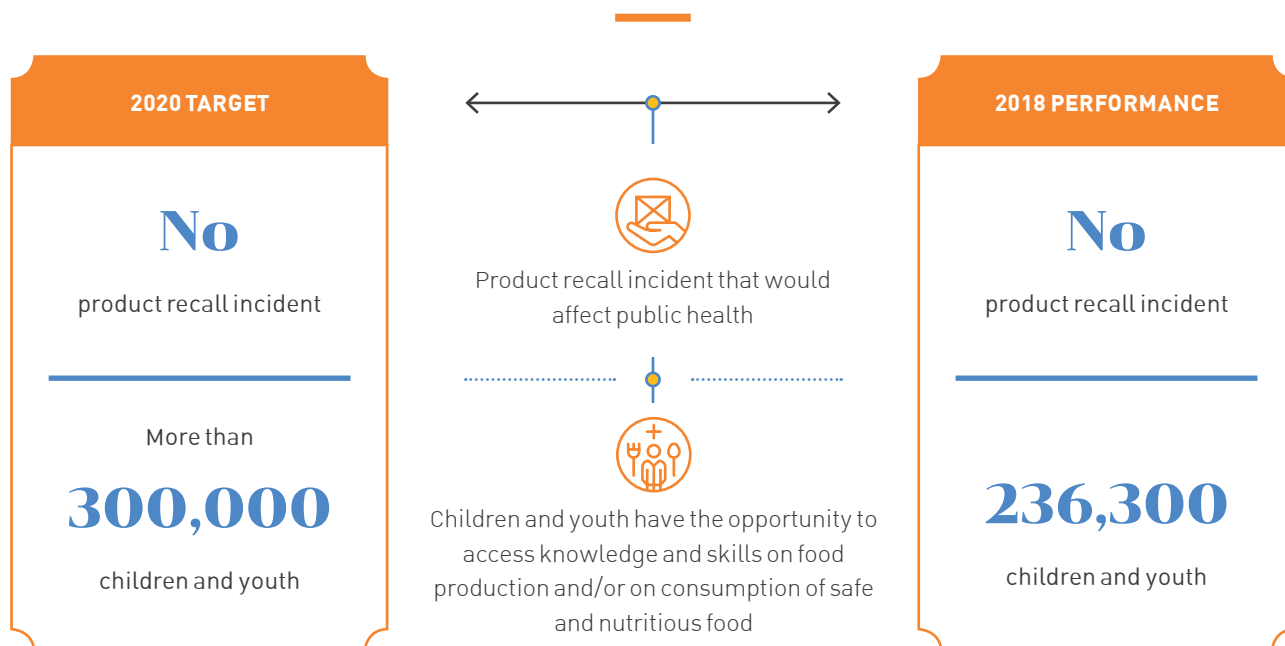 2020 TARGET
No
product recall incident
More than
300,000
children and youth
Product recall incident that would
affect public health
Children and youth have the opportunity to
access knowledge and skills on food
production and/or on consumption of safe
and nutritious food
2018 PERFORMANCE
No
product recall incident
236,300
children and youth